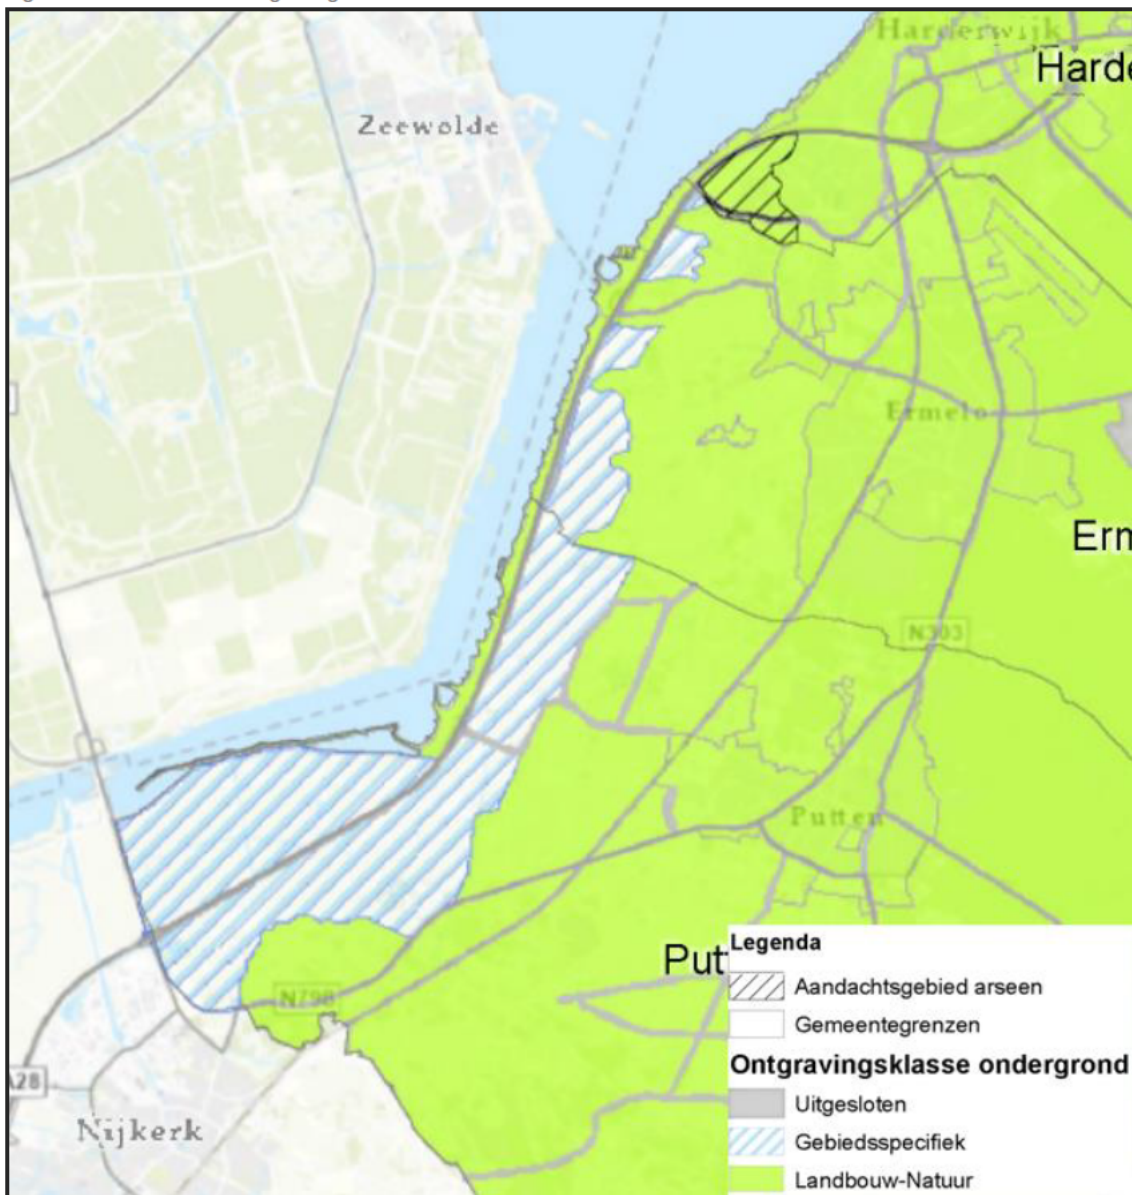 Harderwijk
Harde
Zeewolde
Ermelo
Erm
N303
Putten
Put
N798
A28
Nijkerk
Legenda
Aandachtsgebied arseen
Gemeentegrenzen
Ontgravingsklasse ondergrond
Uitgesloten
Gebiedsspecifiek
Landbouw-Natuur